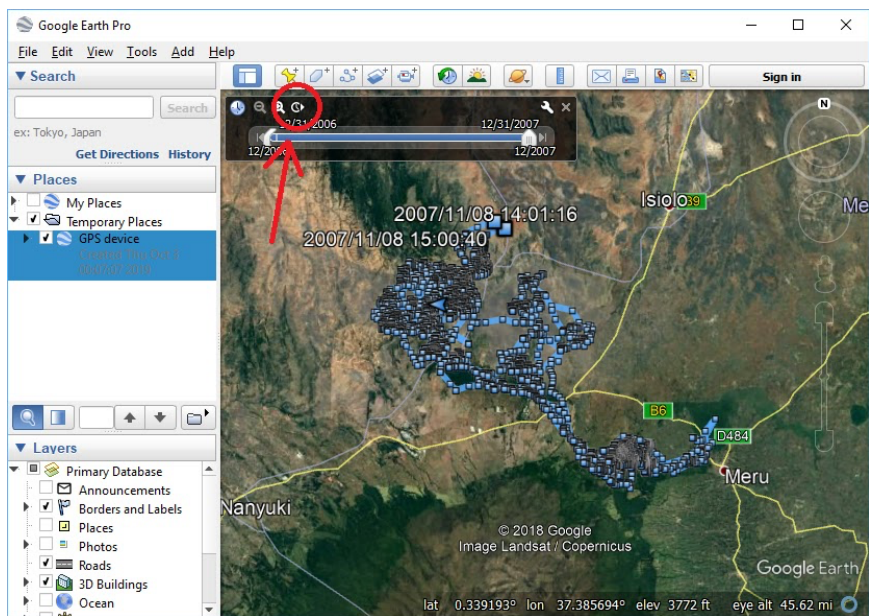 Google Earth Pro
File Edit View Tools Add Help
Search
Sign in
Search
ex: Tokyo, Japan
Get Directions History
Places
My Places
Temporary Places
GPS device
12/31/2006 12/31/2007
12/2007
N
Isiolo
2007/11/08 14:01:16
2007/11/08 15:00:40
B6
D484
Meru
Nanyuki
Layers
Primary Database
Announcements
Borders and Labels
Places
Photos
Roads
3D Buildings
Ocean
© 2018 Google
Image Landsat / Copernicus
Google Earth
lat 0.339193° lon 37.385694° elev 3772 ft eye alt 45.62 mi